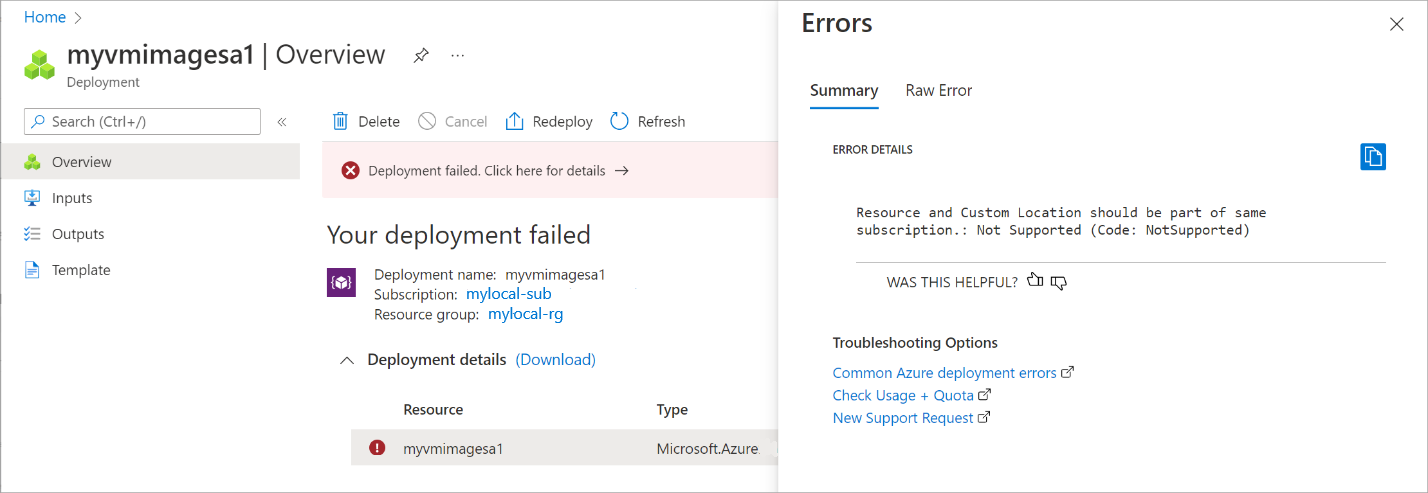 Home
myvmimagesa1 | Overview
Deployment
Search (Ctrl+/)
Overview
Inputs
Outputs
Template
Delete
Cancel
Redeploy
Refresh
Deployment failed. Click here for details
Your deployment failed
Deployment name: myvmimagesa1
Subscription: mylocal-sub
Resource group: mylocal-rg
Deployment details (Download)
Resource Type
myvmimagesa1 Microsoft.Azure.
Errors
Summary Raw Error
ERROR DETAILS
Resource and Custom Location should be part of same
subscription.: Not Supported (Code: NotSupported)
WAS THIS HELPFUL?
Troubleshooting Options
Common Azure deployment errors
Check Usage + Quota
New Support Request